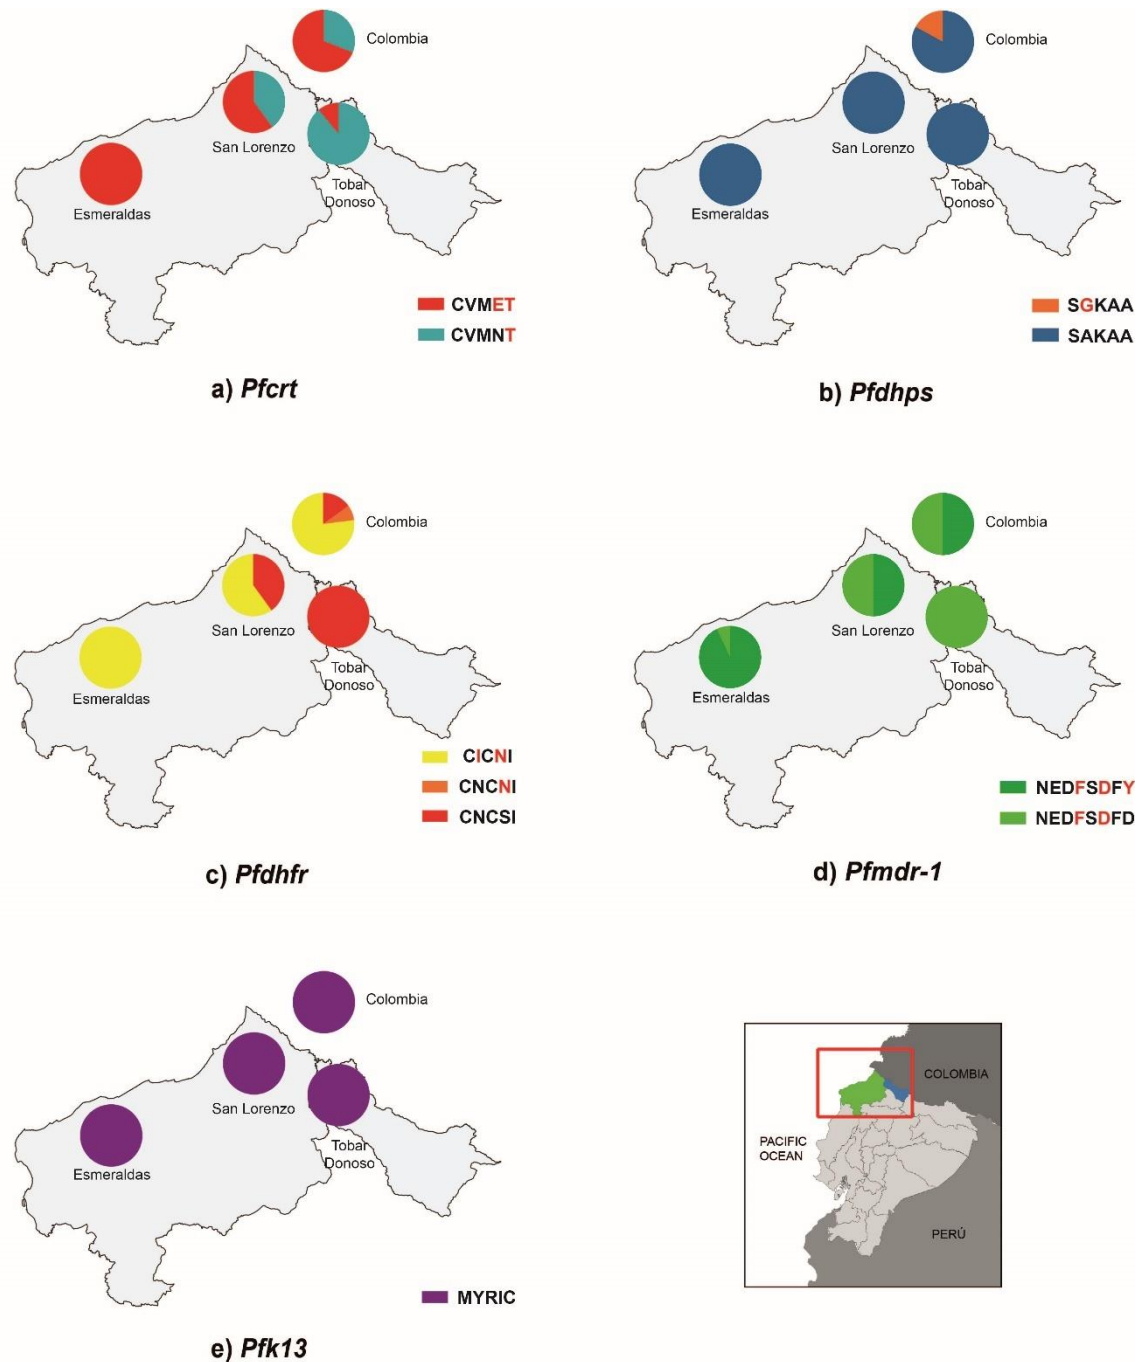 Colombia
San Lorenzo
Esmeraldas
Tobar
Donoso
CVMET
CVMNT
a) Pfcrt
Colombia
San Lorenzo
Esmeraldas
Tobar
Donoso
SGKAA
SAKAA
b) Pfdhps
Colombia
San Lorenzo
Esmeraldas
Tobar
Donoso
CICNI
CNCNI
CNCSI
c) Pfdhfr
Colombia
San Lorenzo
Esmeraldas
Tobar
Donoso
NEDFSDFY
NEDFSDFD
d) Pfmdr-1
Colombia
San Lorenzo
Esmeraldas
Tobar
Donoso
MYRIC
e) Pfk13
COLOMBIA
PACIFIC
OCEAN
PERÚ